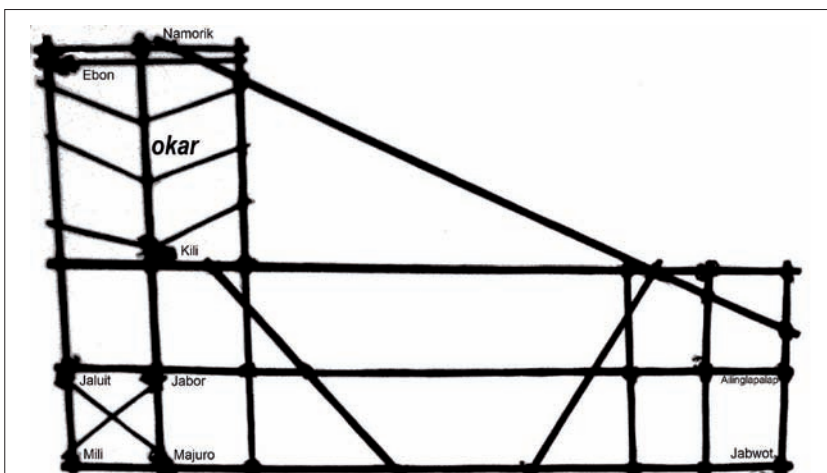 Namorik
Ebon
okar
Kili
Jaluit
Jabor
Ailinglapalap
Mili
Majuro
Jabwot